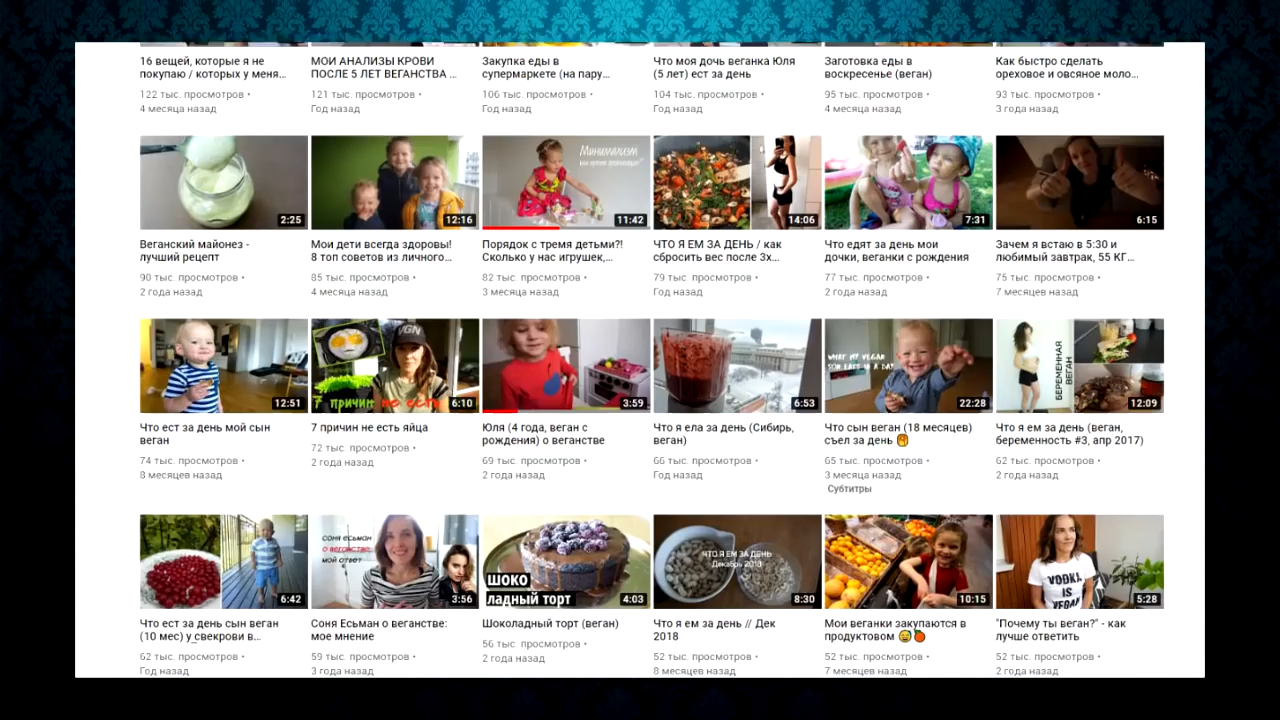 16 вещей, которые я не
покупаю / которых у меня...
122 тыс. просмотров •
4 месяца назад
МОИ АНАЛИЗЫ КРОВИ
ПОСЛЕ 5 ЛЕТ ВЕГАНСТВА ...
121 тыс. просмотров •
Год назад
Закупка еды в
супермаркете (на пару...
106 тыс. просмотров •
Год назад
Что моя дочь веганка Юля
(5 лет) ест за день
104 тыс. просмотров •
Год назад
Заготовка еды в
воскресенье (веган)
95 тыс. просмотров •
4 месяца назад
Как быстро сделать
ореховое и овсяное моло...
93 тыс. просмотров •
3 года назад
2:25
Веганский майонез -
лучший рецепт
90 тыс. просмотров •
2 года назад
12:16
Мои дети всегда здоровы!
8 топ советов из личного...
85 тыс. просмотров •
4 месяца назад
Минимализм
11:42
Порядок с тремя детьми?!
Сколько у нас игрушек,...
82 тыс. просмотров •
3 месяца назад
14:06
ЧТО Я ЕМ ЗА ДЕНЬ / как
сбросить вес после 3х...
79 тыс. просмотров •
Год назад
7:31
Что едят за день мои
дочки, веганки с рождения
77 тыс. просмотров •
2 года назад
6:15
Зачем я встаю в 5:30 и
любимый завтрак, 55 КГ...
75 тыс. просмотров •
7 месяцев назад
12:51
Что ест за день мой сын
веган
74 тыс. просмотров •
8 месяцев назад
VGN
7 причин не есть
6:10
7 причин не есть яйца
72 тыс. просмотров •
2 года назад
3:59
Юля (4 года, веган с
рождения) о веганстве
69 тыс. просмотров •
2 года назад
6:53
Что я ела за день (Сибирь,
веган)
66 тыс. просмотров •
Год назад
WHAT MY VEGAN
SON EATS IN A DAY
22:28
Что сын веган (18 месяцев)
съел за день
65 тыс. просмотров •
3 месяца назад
Субтитры
БЕРЕМЕННАЯ
ВЕГАН
12:09
Что я ем за день (веган,
беременность #3, апр 2017)
62 тыс. просмотров •
2 года назад
6:42
Что ест за день сын веган
(10 мес) у свекрови в...
62 тыс. просмотров •
Год назад
СОНЯ ЕСЬМАН
О ВЕГАНСТВЕ:
МОЙ ОТВЕТ
3:56
Соня Есьман о веганстве:
мое мнение
59 тыс. просмотров •
3 года назад
ШОКО
ЛАДНЫЙ ТОРТ
4:03
Шоколадный торт (веган)
56 тыс. просмотров •
2 года назад
ЧТО Я ЕМ ЗА ДЕНЬ
Декабрь 2018
8:30
Что я ем за день // Дек
2018
52 тыс. просмотров •
8 месяцев назад
10:15
Мои веганки закупаются в
продуктовом
52 тыс. просмотров •
7 месяцев назад
VODKA
IS
VEGAN
5:28
"Почему ты веган?" - как
лучше ответить
52 тыс. просмотров •
2 года назад